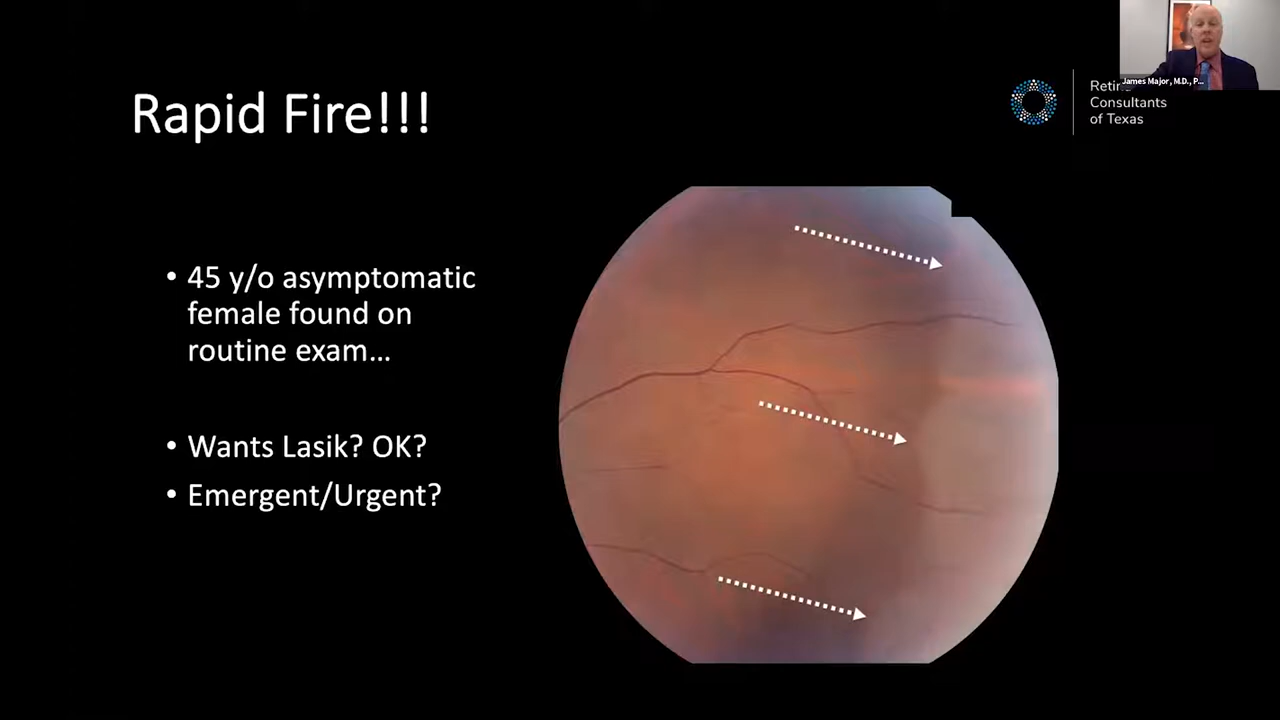 James Major, M.D., P...
Rapid Fire!!!
Retina
Consultants
of Texas
• 45 y/o asymptomatic
female found on
routine exam...
• Wants Lasik? OK?
• Emergent/Urgent?